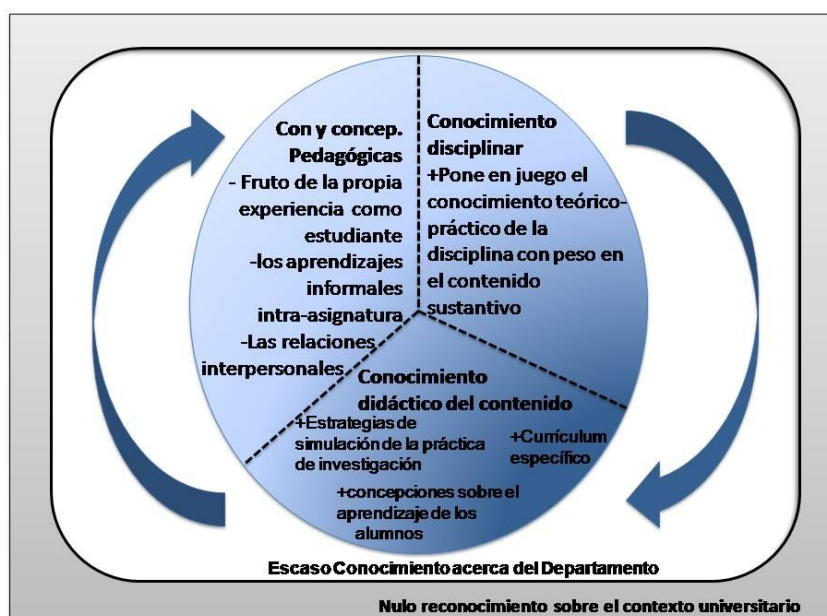 Con y concep.
Pedagógicas
- Fruto de la propia
experiencia como
estudiante
-los aprendizajes
informales
intra-asignatura
-Las relaciones
interpersonales
Conocimiento
disciplinar
+Pone en juego el
conocimiento teórico-
práctico de la
disciplina con peso en
el contenido
sustantivo
Conocimiento
didáctico del contenido
+Estrategias de
simulación de la práctica
de investigación
+Currículum
específico
+concepciones sobre el
aprendizaje de los
alumnos
Escaso Conocimiento acerca del Departamento
Nulo reconocimiento sobre el contexto universitario